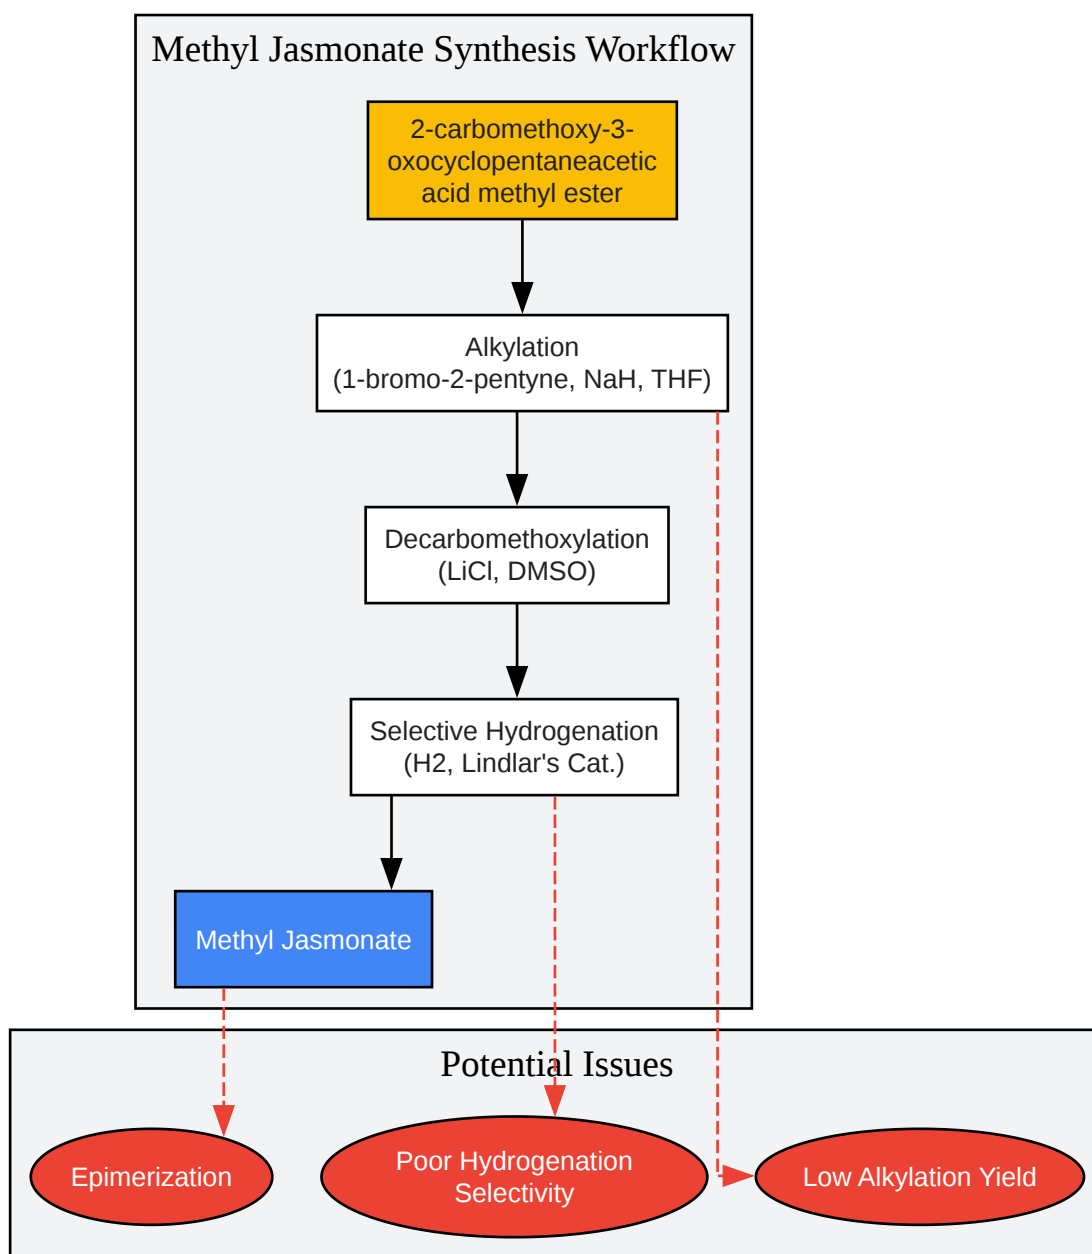 Methyl Jasmonate Synthesis Workflow
2-carbomethoxy-3-
oxocyclopentaneacetic
acid methyl ester
Alkylation
(1-bromo-2-pentyne, NaH, THF)
Decarbomethoxylation
(LiCl, DMSO)
Selective Hydrogenation
(H2, Lindlar's Cat.)
Methyl Jasmonate
Potential Issues
Epimerization
Poor Hydrogenation
Selectivity
Low Alkylation Yield